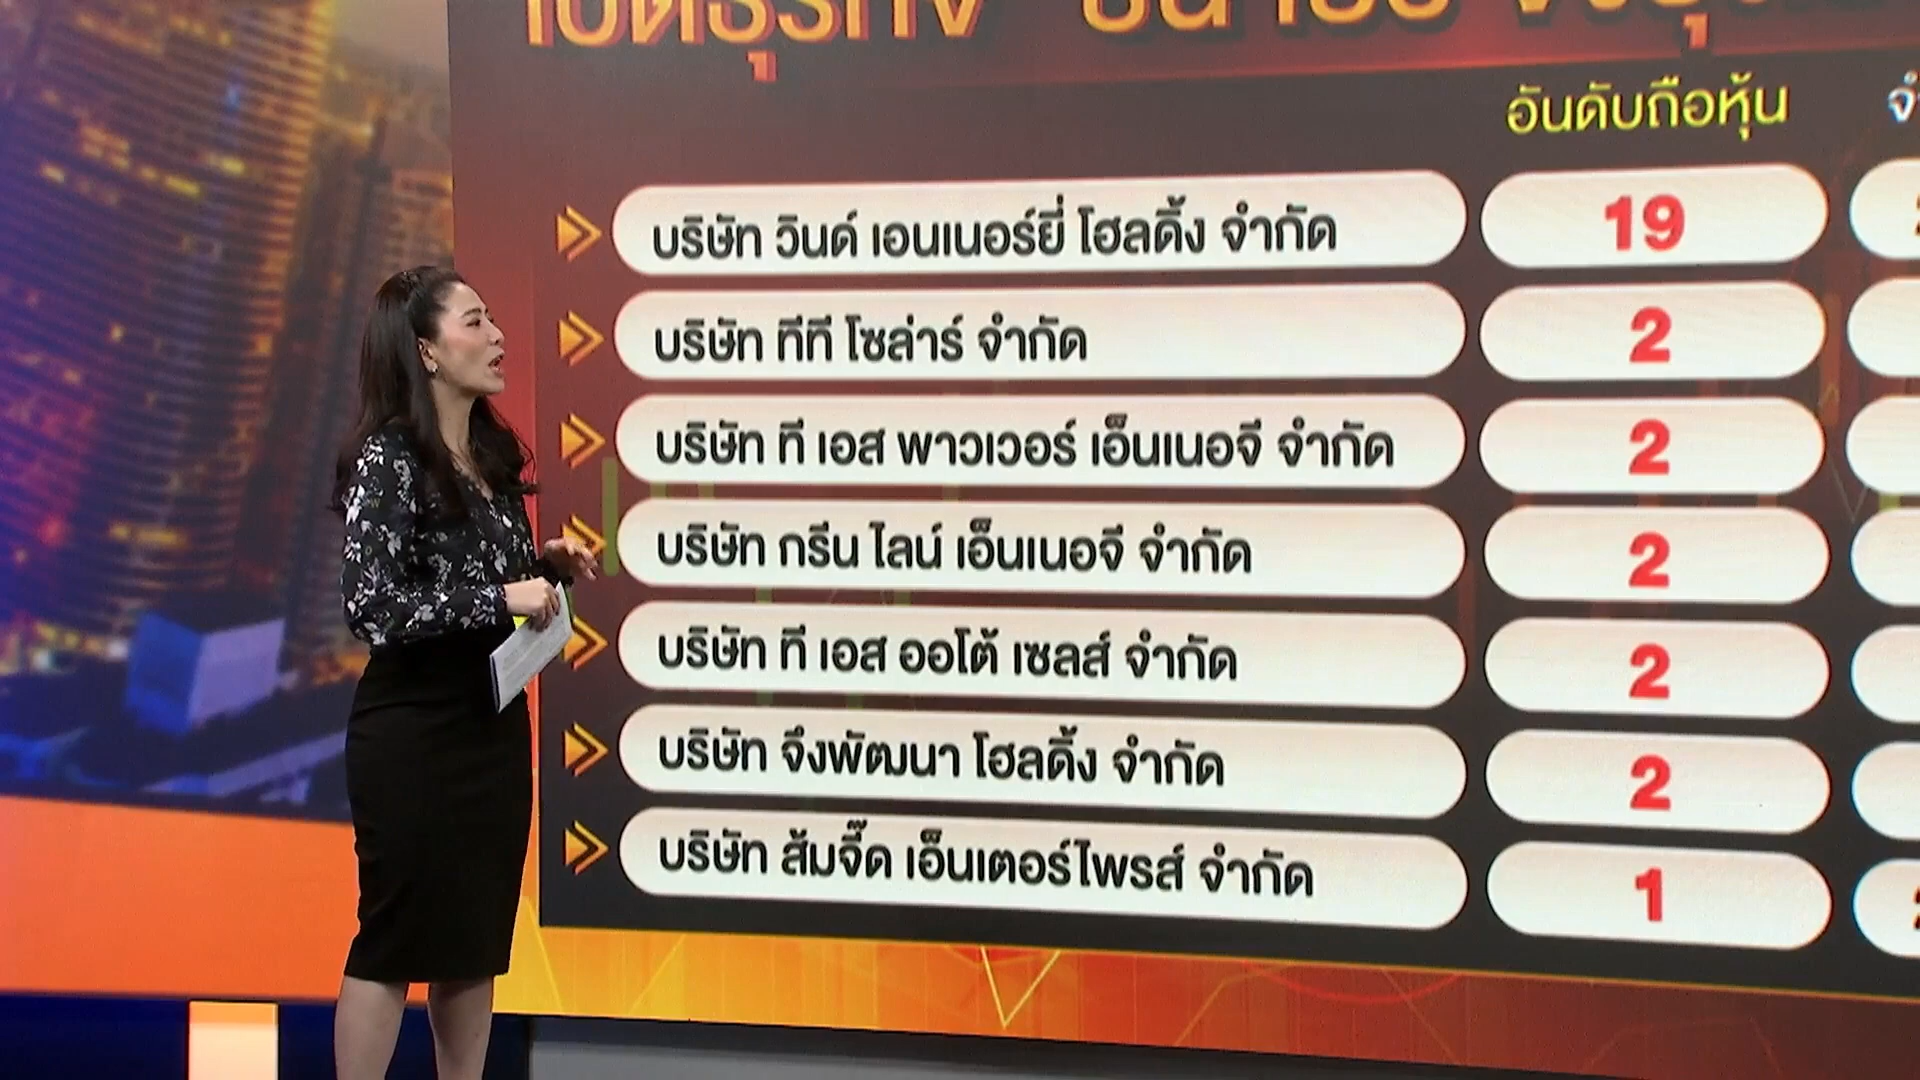 เปิดธุรกิจ
อันดับถือหุ้น
บริษัท วินด์ เอนเนอร์ยี่ โฮลดิ้ง จำกัด 19
บริษัท ทีที โซล่าร์ จำกัด 2
บริษัท ที เอส พาวเวอร์ เอ็นเนอจี จำกัด 2
บริษัท กรีน ไลน์ เอ็นเนอจี จำกัด 2
บริษัท ที เอส ออโต้ เซลส์ จำกัด 2
บริษัท จึงพัฒนา โฮลดิ้ง จำกัด 2
บริษัท ส้มจี๊ด เอ็นเตอร์ไพรส์ จำกัด 1